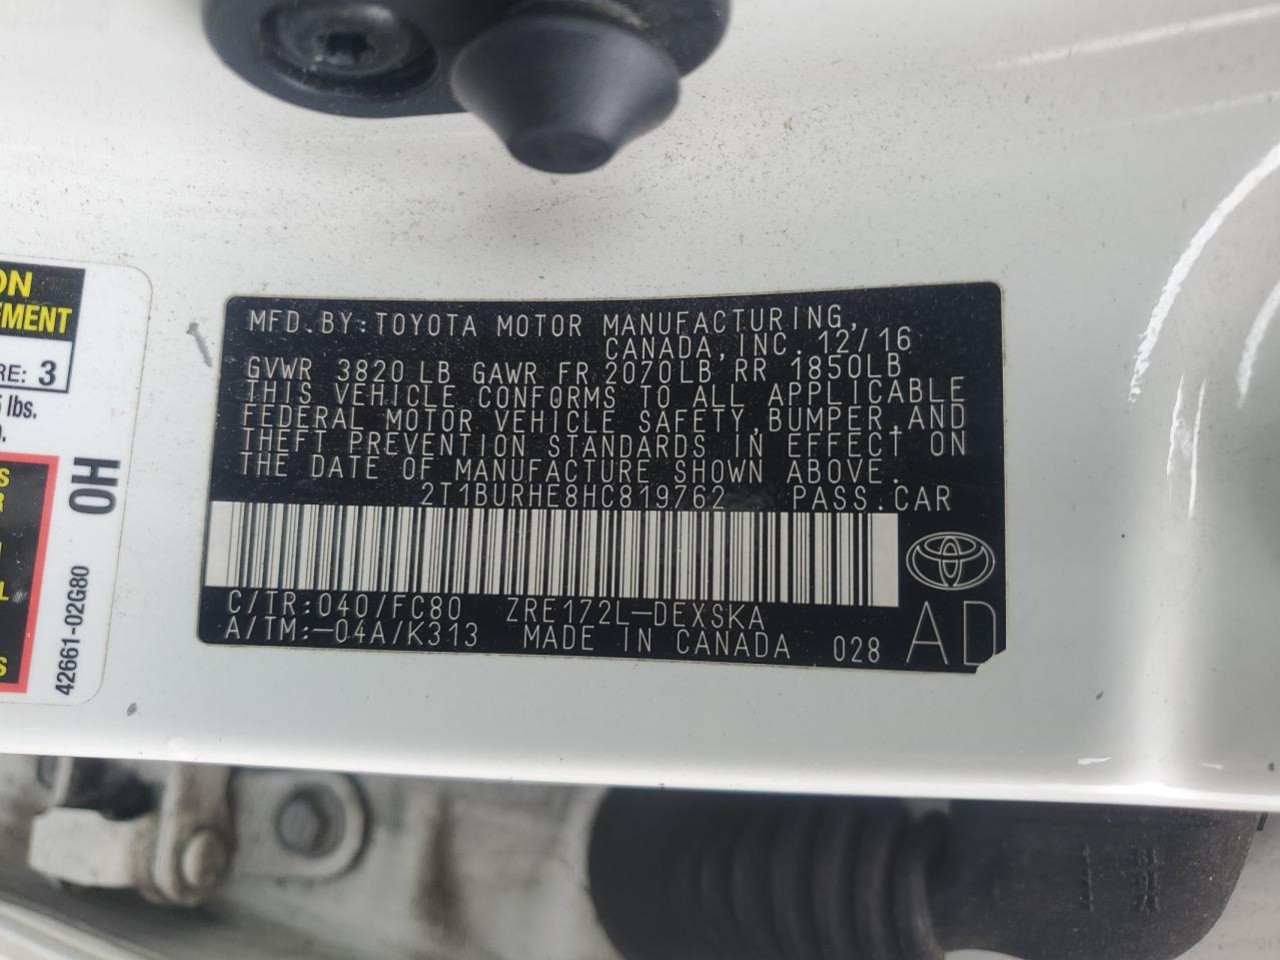 ON
EMENT
RE: 3
5 lbs.
OH
42661-02G80
MFD.BY:TOYOTA MOTOR MANUFACTURING,
CANADA,INC. 12/16
GVWR 3820 LB GAWR FR 2070LB RR 1850LB
THIS VEHICLE CONFORMS TO ALL APPLICABLE
FEDERAL MOTOR VEHICLE SAFETY,BUMPER,AND
THEFT PREVENTION STANDARDS IN EFFECT ON
THE DATE OF MANUFACTURE SHOWN ABOVE.
2T1BURHE8HC819762 PASS.CAR
C/TR:040/FC80 ZRE172L-DEXSKA
A/TM:-04A/K313 MADE IN CANADA 028 AD